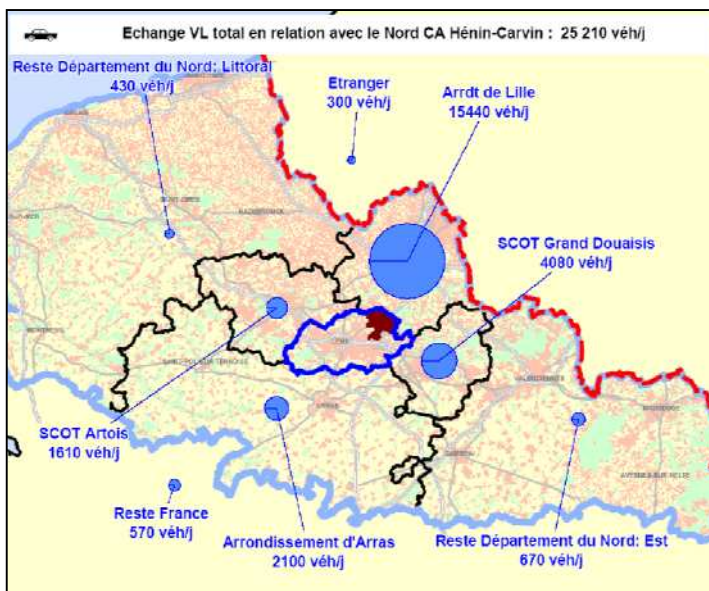 Echange VL total en relation avec le Nord CA Hénin-Carvin : 25 210 véh/j
Reste Département du Nord: Littoral
430 véh/j
Etranger
300 véh/j
Arrdt de Lille
15440 véh/j
SCOT Grand Douaisis
4080 véh/j
SCOT Artois
1610 véh/j
Reste France
570 véh/j
Arrondissement d'Arras
2100 véh/j
Reste Département du Nord: Est
670 véh/j